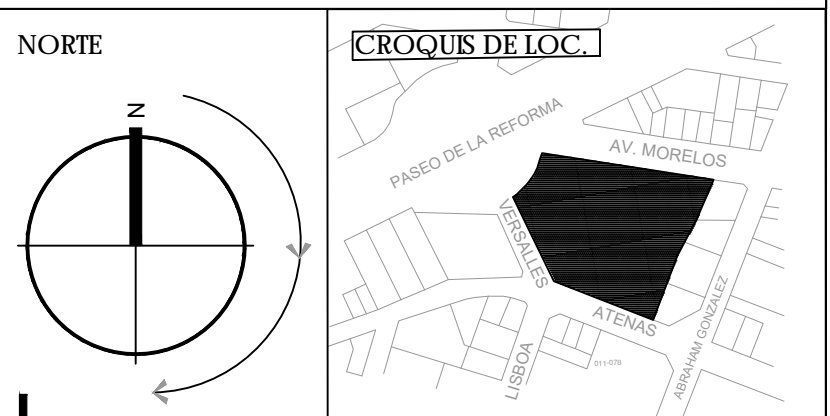 NORTE
N
CROQUIS DE LOC.
PASEO DE LA REFORMA
AV. MORELOS
VERSALLES
ATENAS
LISBOA
011-078
ABRAHAM GONZALEZ